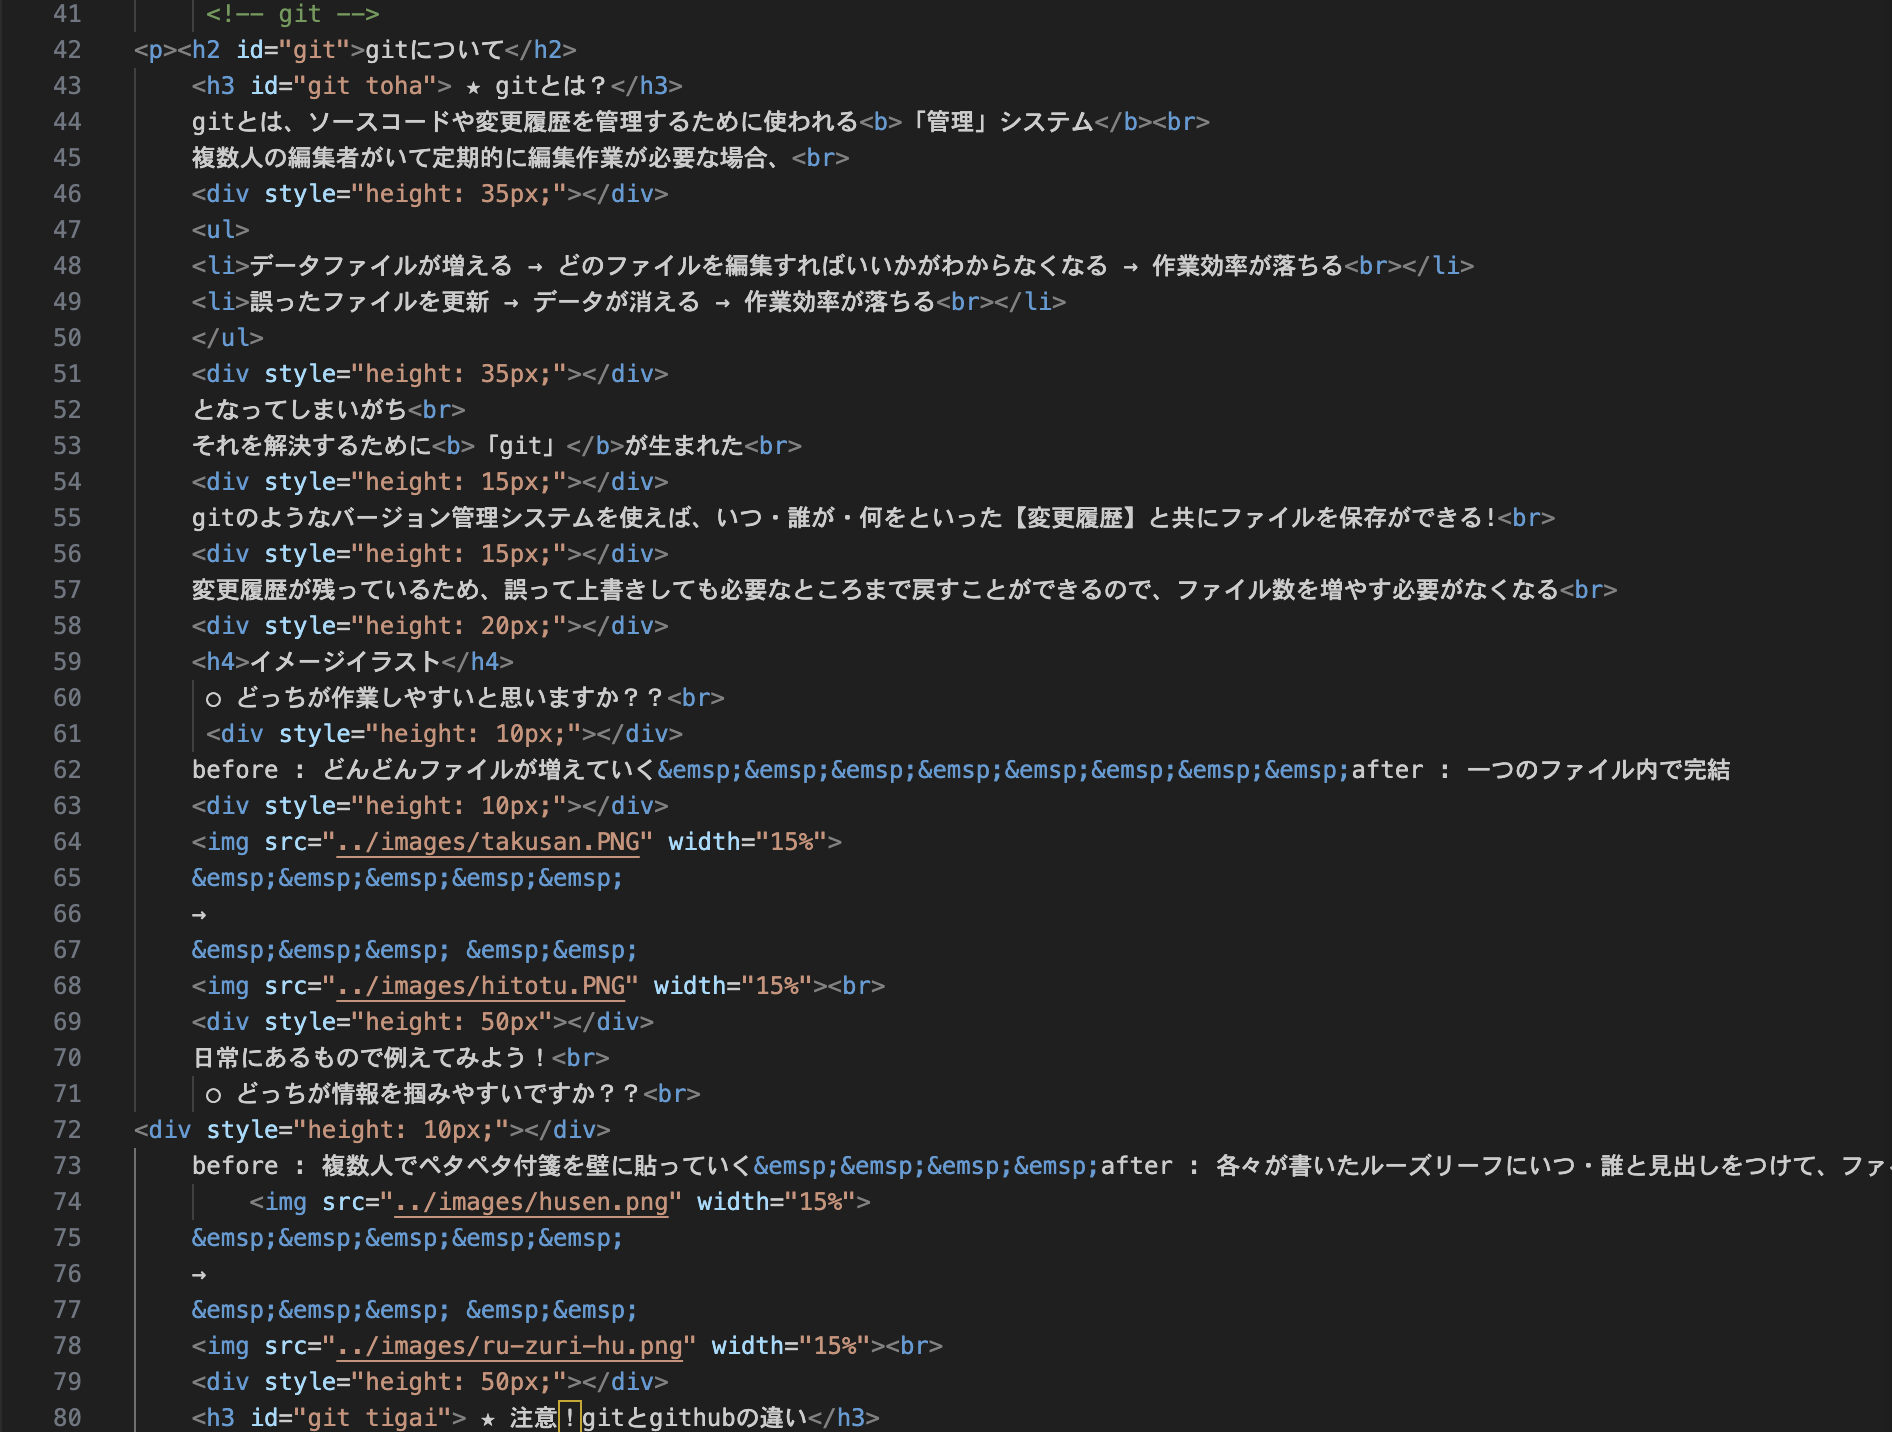 41 <!-- git -->
42 <p><h2 id="git">gitについて</h2>
43 <h3 id="git toha"> ★ gitとは？</h3>
44 gitとは、ソースコードや変更履歴を管理するために使われる<b>「管理」システム</b><br>
45 複数人の編集者がいて定期的に編集作業が必要な場合、<br>
46 <div style="height: 35px;"></div>
47 <ul>
48 <li>データファイルが増える → どのファイルを編集すればいいかがわからなくなる → 作業効率が落ちる<br></li>
49 <li>誤ったファイルを更新 → データが消える → 作業効率が落ちる<br></li>
50 </ul>
51 <div style="height: 35px;"></div>
52 となってしまいがち<br>
53 それを解決するために<b>「git」</b>が生まれた<br>
54 <div style="height: 15px;"></div>
55 gitのようなバージョン管理システムを使えば、いつ・誰が・何をといった【変更履歴】と共にファイルを保存ができる!<br>
56 <div style="height: 15px;"></div>
57 変更履歴が残っているため、誤って上書きしても必要なところまで戻すことができるので、ファイル数を増やす必要がなくなる<br>
58 <div style="height: 20px;"></div>
59 <h4>イメージイラスト</h4>
60 ○ どっちが作業しやすいと思いますか？？<br>
61 <div style="height: 10px;"></div>
62 before : どんどんファイルが増えていく&emsp;&emsp;&emsp;&emsp;&emsp;&emsp;&emsp;&emsp;after : 一つのファイル内で完結
63 <div style="height: 10px;"></div>
64 <img src="../images/takusan.PNG" width="15%">
65 &emsp;&emsp;&emsp;&emsp;&emsp;
66 →
67 &emsp;&emsp;&emsp; &emsp;&emsp;
68 <img src="../images/hitotu.PNG" width="15%"><br>
69 <div style="height: 50px"></div>
70 日常にあるもので例えてみよう！<br>
71 ○ どっちが情報を掴みやすいですか？？<br>
72 <div style="height: 10px;"></div>
73 before : 複数人でペタペタ付箋を壁に貼っていく&emsp;&emsp;&emsp;&emsp;after : 各々が書いたルーズリーフにいつ・誰と見出しをつけて、ファ
74 <img src="../images/husen.png" width="15%">
75 &emsp;&emsp;&emsp;&emsp;&emsp;
76 →
77 &emsp;&emsp;&emsp; &emsp;&emsp;
78 <img src="../images/ru-zuri-hu.png" width="15%"><br>
79 <div style="height: 50px;"></div>
80 <h3 id="git tigai"> ★ 注意！gitとgithubの違い</h3>